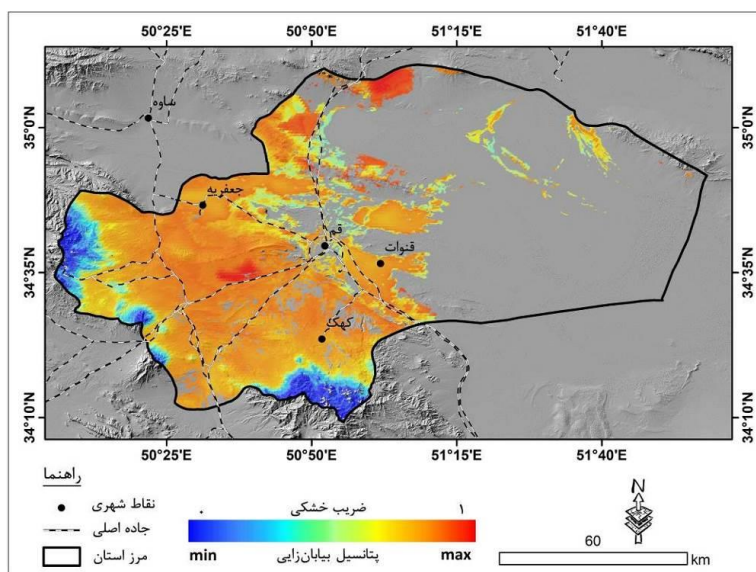 50°25'E 50°50'E 51°15'E 51°40'E
35°0'N 35°0'N
34°35'N 34°35'N
34°10'N 34°10'N
ساوه
جعفریه
قم
قنوات
کهک
50°25'E 50°50'E 51°15'E 51°40'E
راهنما
نقاط شهری
جاده اصلی
مرز استان
۰ ضریب خشکی ۱
min پتانسیل بیابان‌زایی max
N
60
km